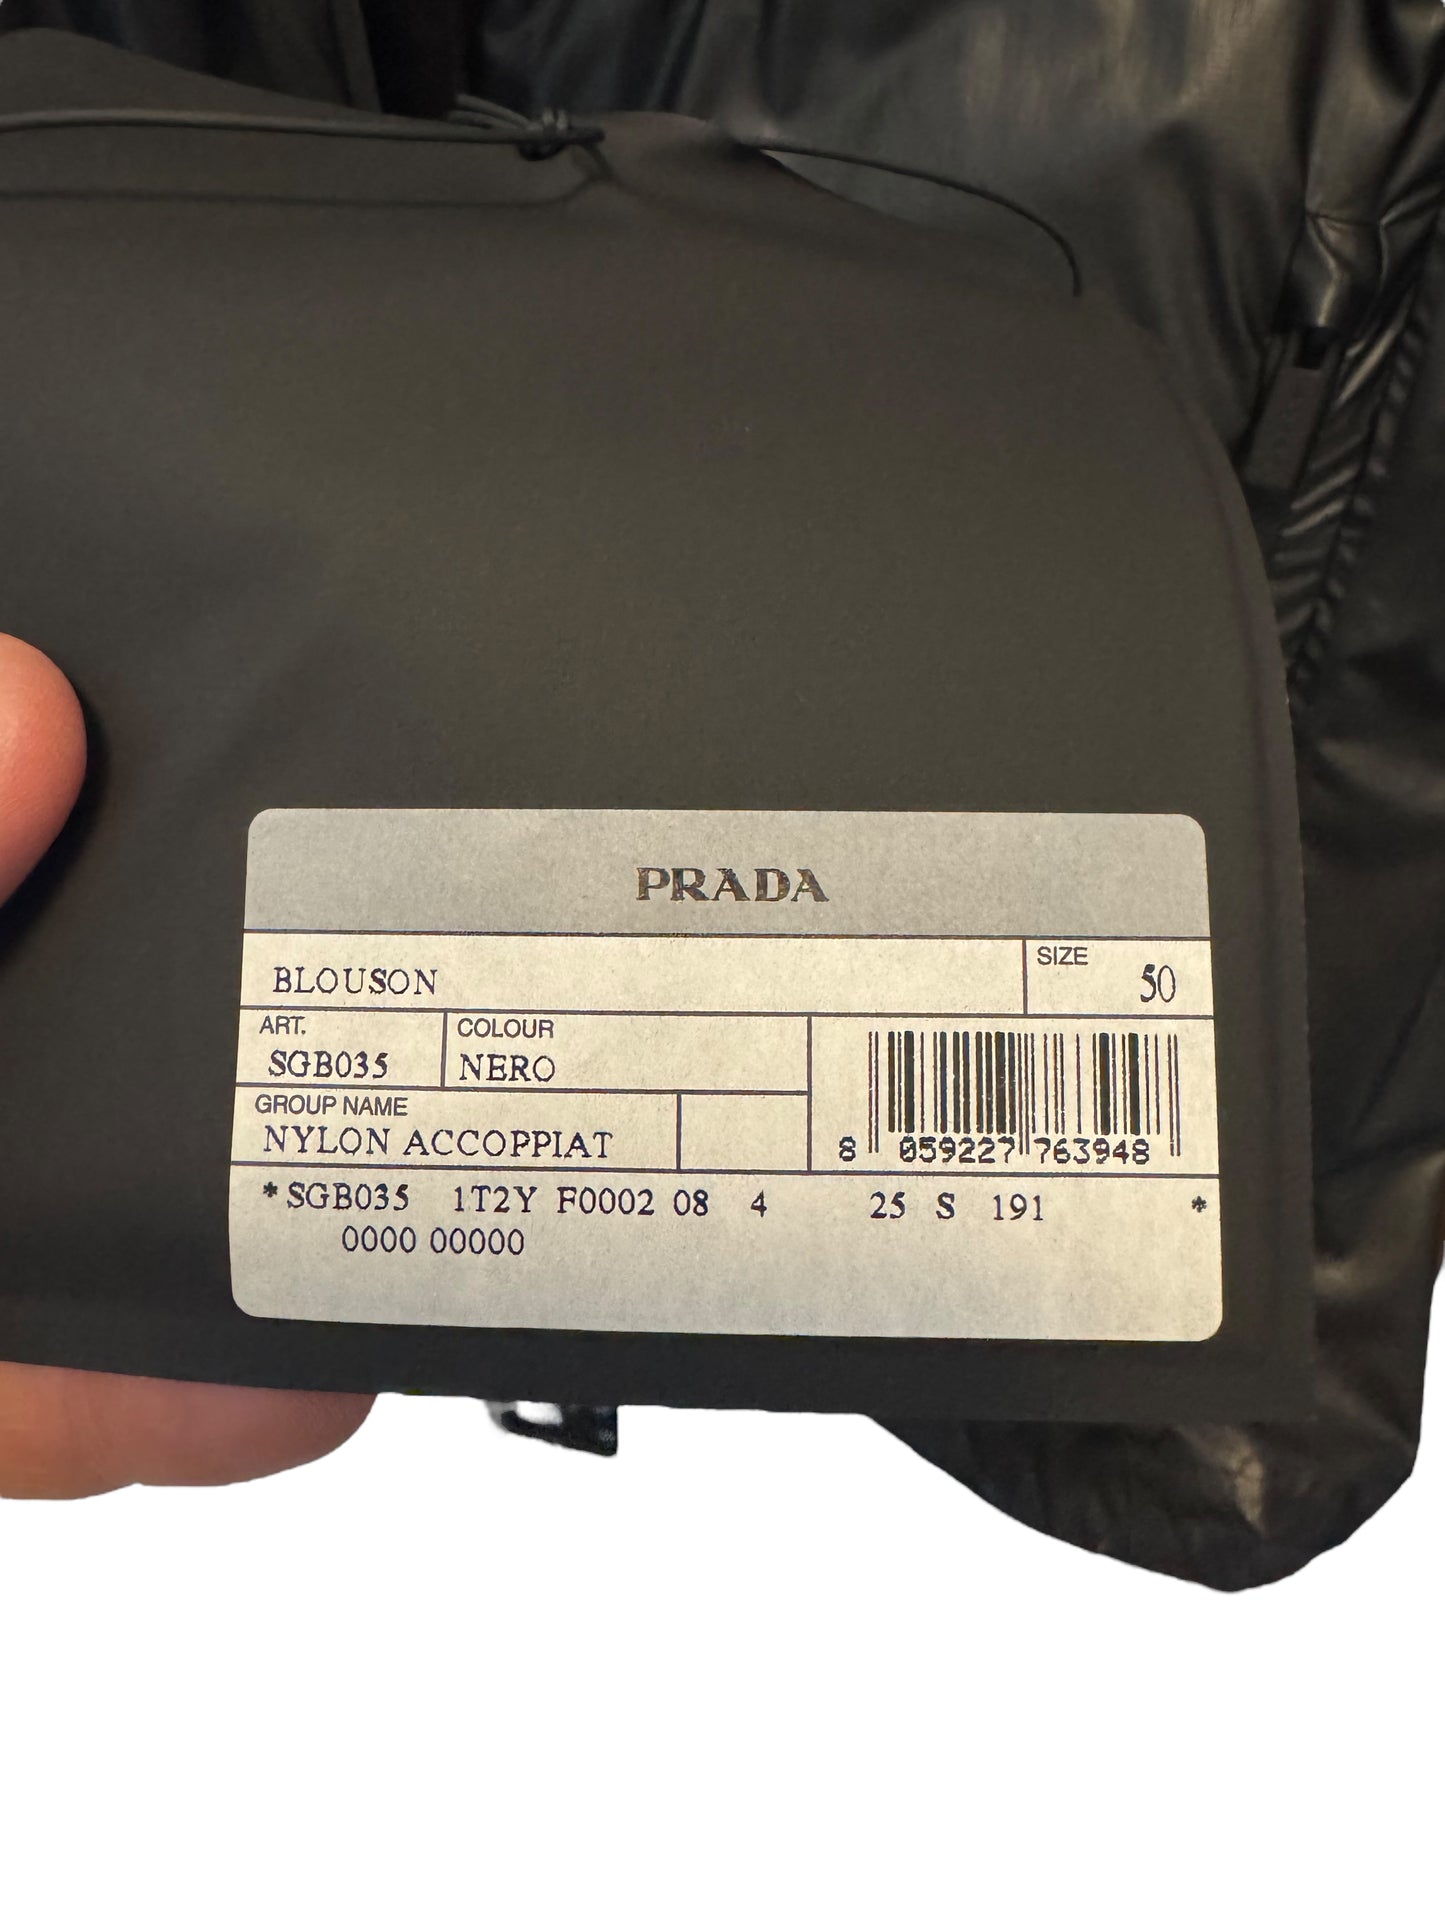 PRADA
BLOUSON
SIZE
50
ART.
SGB035
COLOUR
NERO
GROUP NAME
NYLON ACCOPPIAT
8 059227 763948
*SGB035 1T2Y F0002 08 4 25 S 191 *
0000 00000